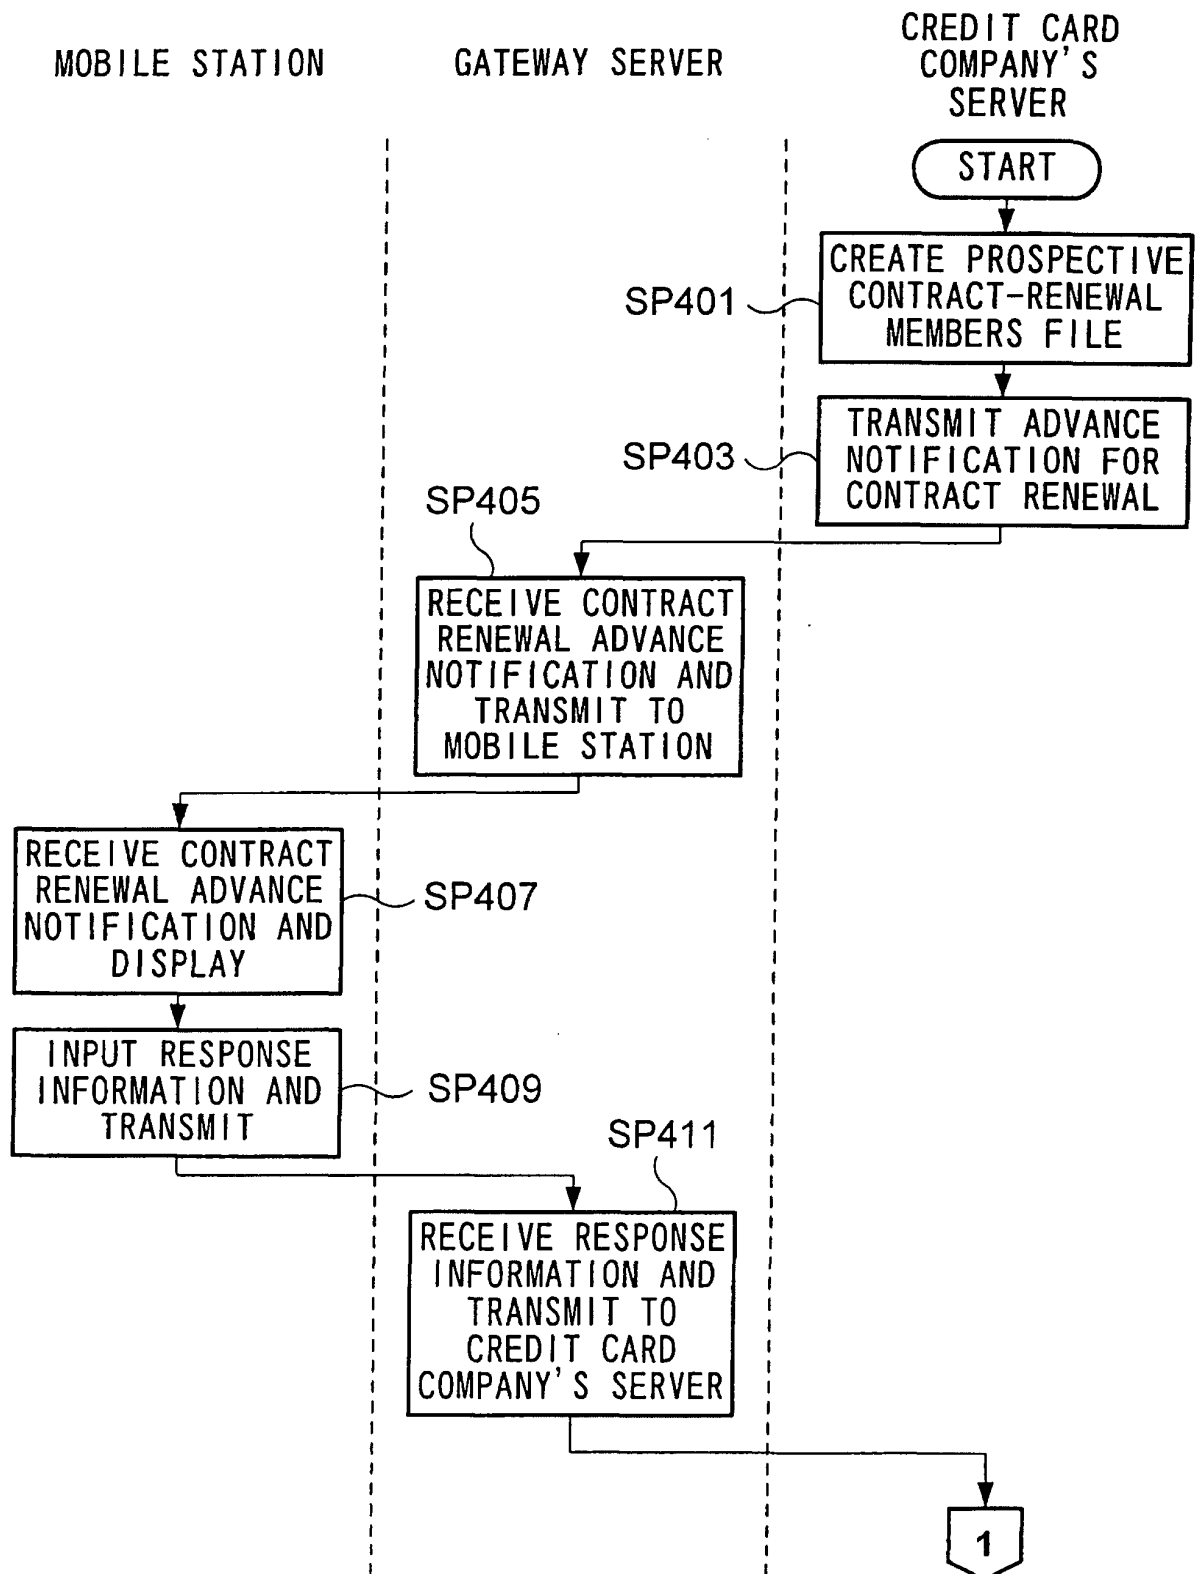 MOBILE STATION
GATEWAY SERVER
CREDIT CARD
COMPANY'S
SERVER
START
CREATE PROSPECTIVE
CONTRACT-RENEWAL
MEMBERS FILE
SP401
TRANSMIT ADVANCE
NOTIFICATION FOR
CONTRACT RENEWAL
SP403
SP405
RECEIVE CONTRACT
RENEWAL ADVANCE
NOTIFICATION AND
TRANSMIT TO
MOBILE STATION
RECEIVE CONTRACT
RENEWAL ADVANCE
NOTIFICATION AND
DISPLAY
SP407
INPUT RESPONSE
INFORMATION AND
TRANSMIT
SP409
SP411
RECEIVE RESPONSE
INFORMATION AND
TRANSMIT TO
CREDIT CARD
COMPANY'S SERVER
1